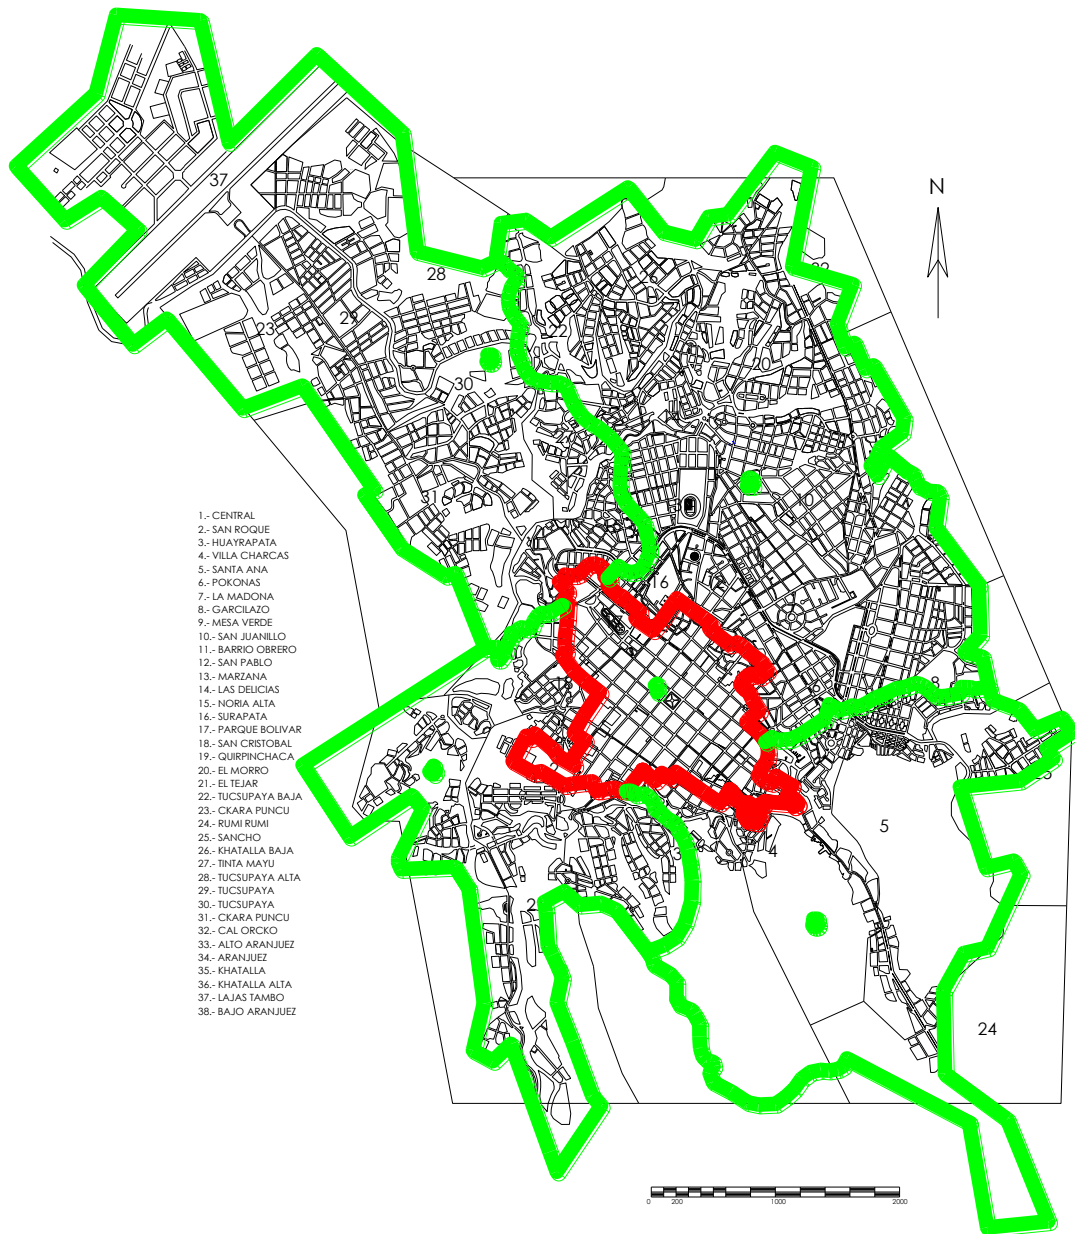 N
37
28
32
29
23
20
30
31
16
1.- CENTRAL
2.- SAN ROQUE
3.- HUAYRAPATA
4.- VILLA CHARCAS
5.- SANTA ANA
6.- POKONAS
7.- LA MADONA
8.- GARCILAZO
9.- MESA VERDE
10.- SAN JUANILLO
11.- BARRIO OBRERO
12.- SAN PABLO
13.- MARZANA
14.- LAS DELICIAS
15.- NORIA ALTA
16.- SURAPATA
17.- PARQUE BOLIVAR
18.- SAN CRISTOBAL
19.- QUIRPINCHACA
20.- EL MORRO
21.- EL TEJAR
22.- TUCSUPAYA BAJA
23.- CKARA PUNCU
24.- RUMI RUMI
25.- SANCHO
26.- KHATALLA BAJA
27.- TINTA MAYU
28.- TUCSUPAYA ALTA
29.- TUCSUPAYA
30.- TUCSUPAYA
31.- CKARA PUNCU
32.- CAL ORCKO
33.- ALTO ARANJUEZ
34.- ARANJUEZ
35.- KHATALLA
36.- KHATALLA ALTA
37.- LAJAS TAMBO
38.- BAJO ARANJUEZ
8
5
4
24
0 200 1000 2000